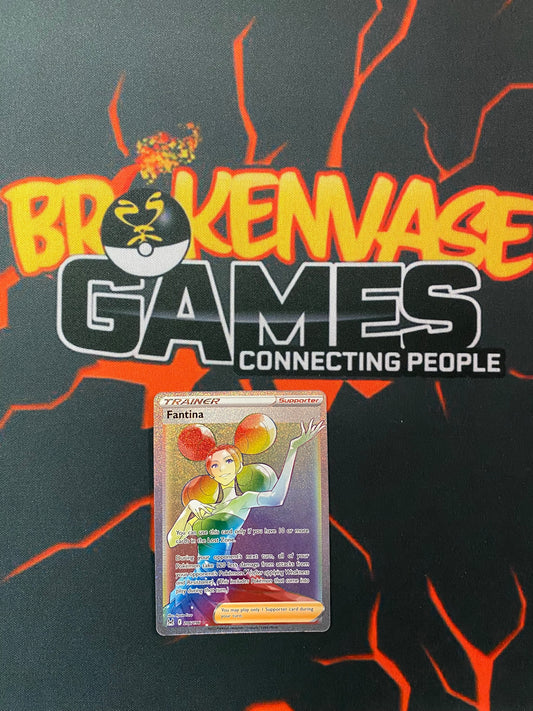 BROKENVASE
GAMES
CONNECTING PEOPLE
TRAINER
Supporter
Fantina
You can use this card only if you have 10 or more
cards in the Lost Zone.
During your opponent's next turn, all of your
Pokémon take 120 less damage from attacks from
your opponent's Pokémon (after applying Weakness
and Resistance). (This includes Pokémon that come into
play during that turn.)
You may play only 1 Supporter card during
your turn.